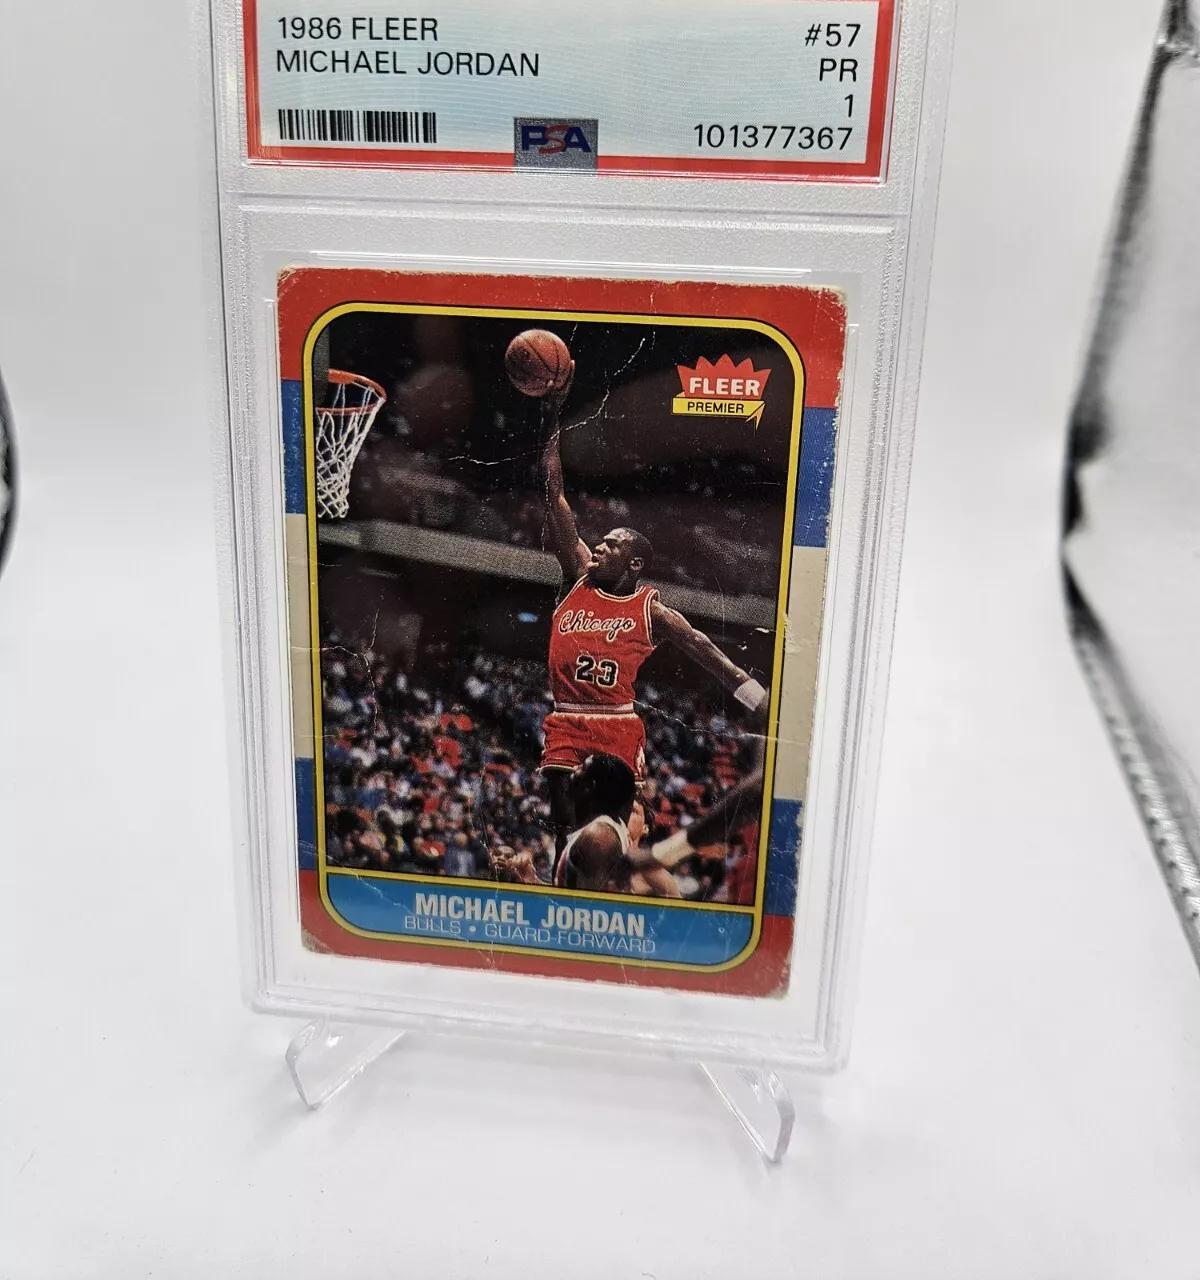 1986 FLEER
MICHAEL JORDAN
#57
PR
1
101377367
PSA
FLEER
PREMIER
Chicago
23
MICHAEL JORDAN
BULLS • GUARD-FORWARD